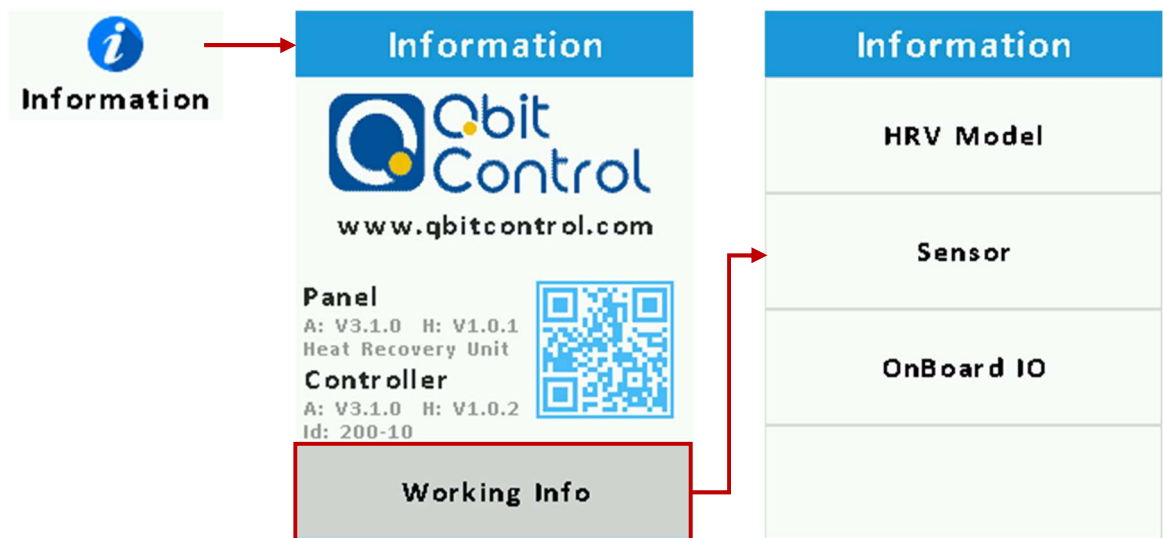 Information
Information
Qbit
Control
www.qbitcontrol.com
Panel
A: V3.1.0 H: V1.0.1
Heat Recovery Unit
Controller
A: V3.1.0 H: V1.0.2
Id: 200-10
Working Info
Information
HRV Model
Sensor
OnBoard IO